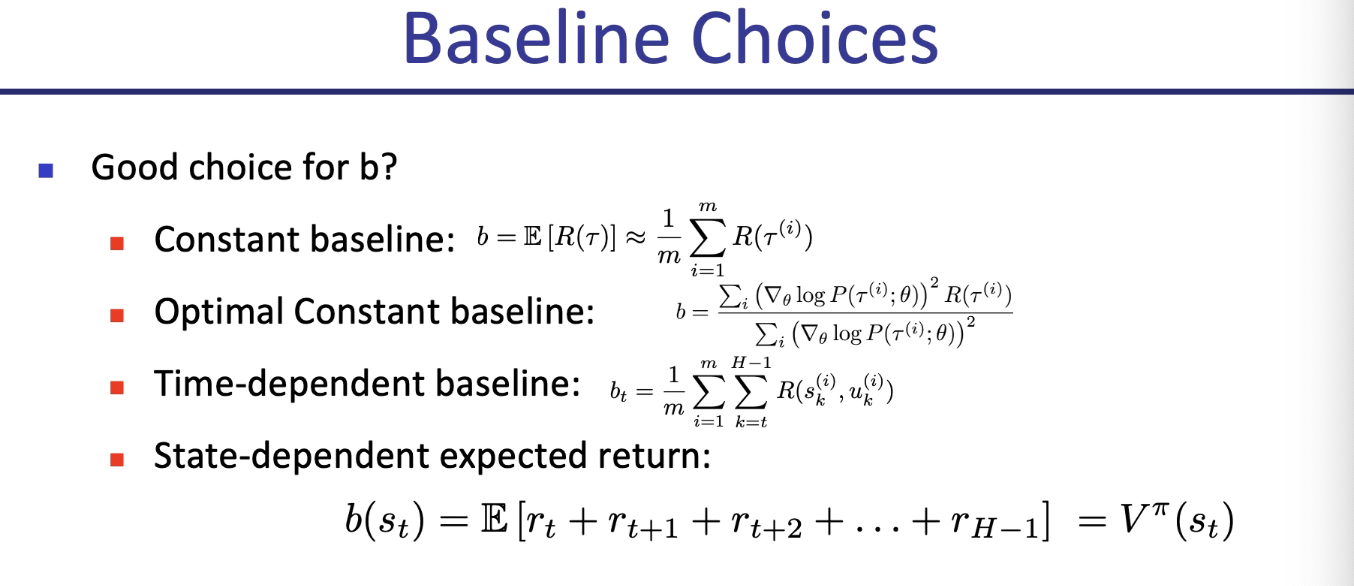 Baseline Choices
Good choice for b?
Constant baseline: $b = \mathbb{E}[R(\tau)] \approx \frac{1}{m} \sum_{i=1}^{m} R(\tau^{(i)})$
Optimal Constant baseline: $b = \frac{\sum_i \left(\nabla_\theta \log P(\tau^{(i)}; \theta)\right)^2 R(\tau^{(i)})}{\sum_i \left(\nabla_\theta \log P(\tau^{(i)}; \theta)\right)^2}$
Time-dependent baseline: $b_t = \frac{1}{m} \sum_{i=1}^{m} \sum_{k=t}^{H-1} R(s_k^{(i)}, u_k^{(i)})$
State-dependent expected return:
$b(s_t) = \mathbb{E}[r_t + r_{t+1} + r_{t+2} + \ldots + r_{H-1}] = V^\pi(s_t)$